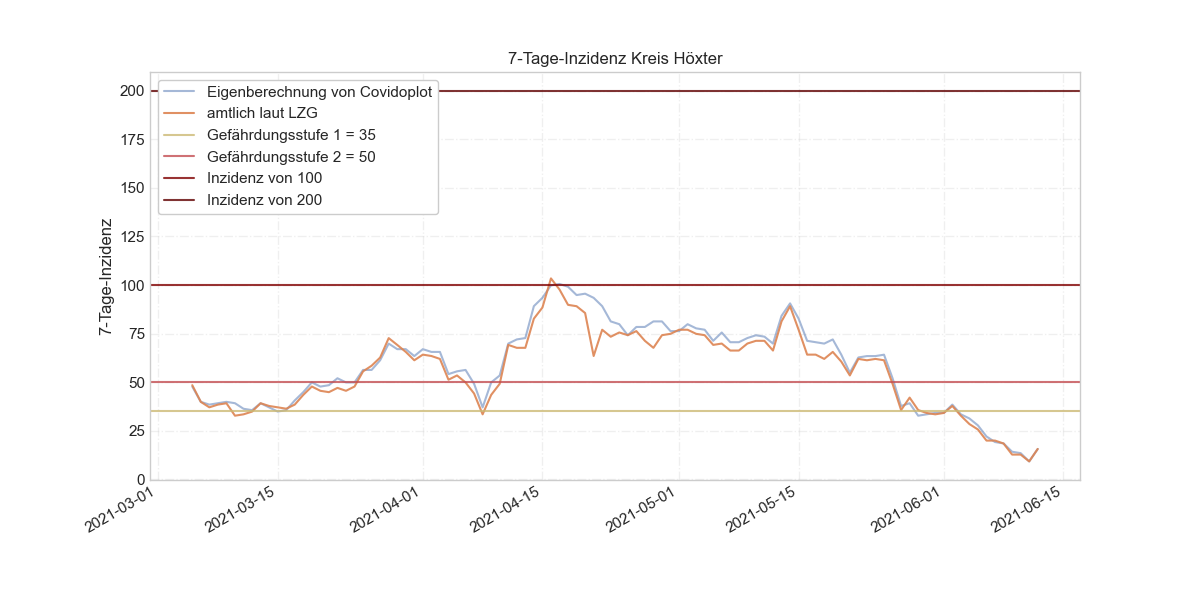 7-Tage-Inzidenz Kreis Höxter
Eigenberechnung von Covidoplot
amtlich laut LZG
Gefährdungsstufe 1 = 35
Gefährdungsstufe 2 = 50
Inzidenz von 100
Inzidenz von 200
7-Tage-Inzidenz
200
175
150
125
100
75
50
25
0
2021-03-01
2021-03-15
2021-04-01
2021-04-15
2021-05-01
2021-05-15
2021-06-01
2021-06-15